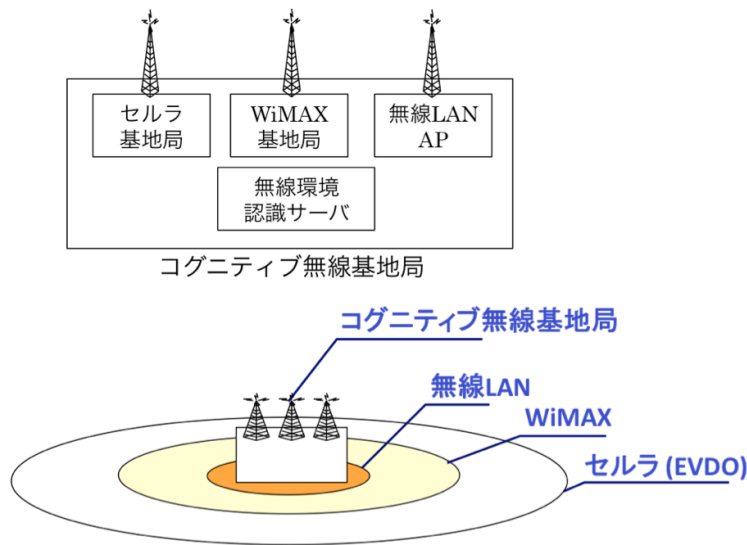 セルラ
基地局
WiMAX
基地局
無線LAN
AP
無線環境
認識サーバ
コグニティブ無線基地局
コグニティブ無線基地局
無線LAN
WiMAX
セルラ (EVDO)